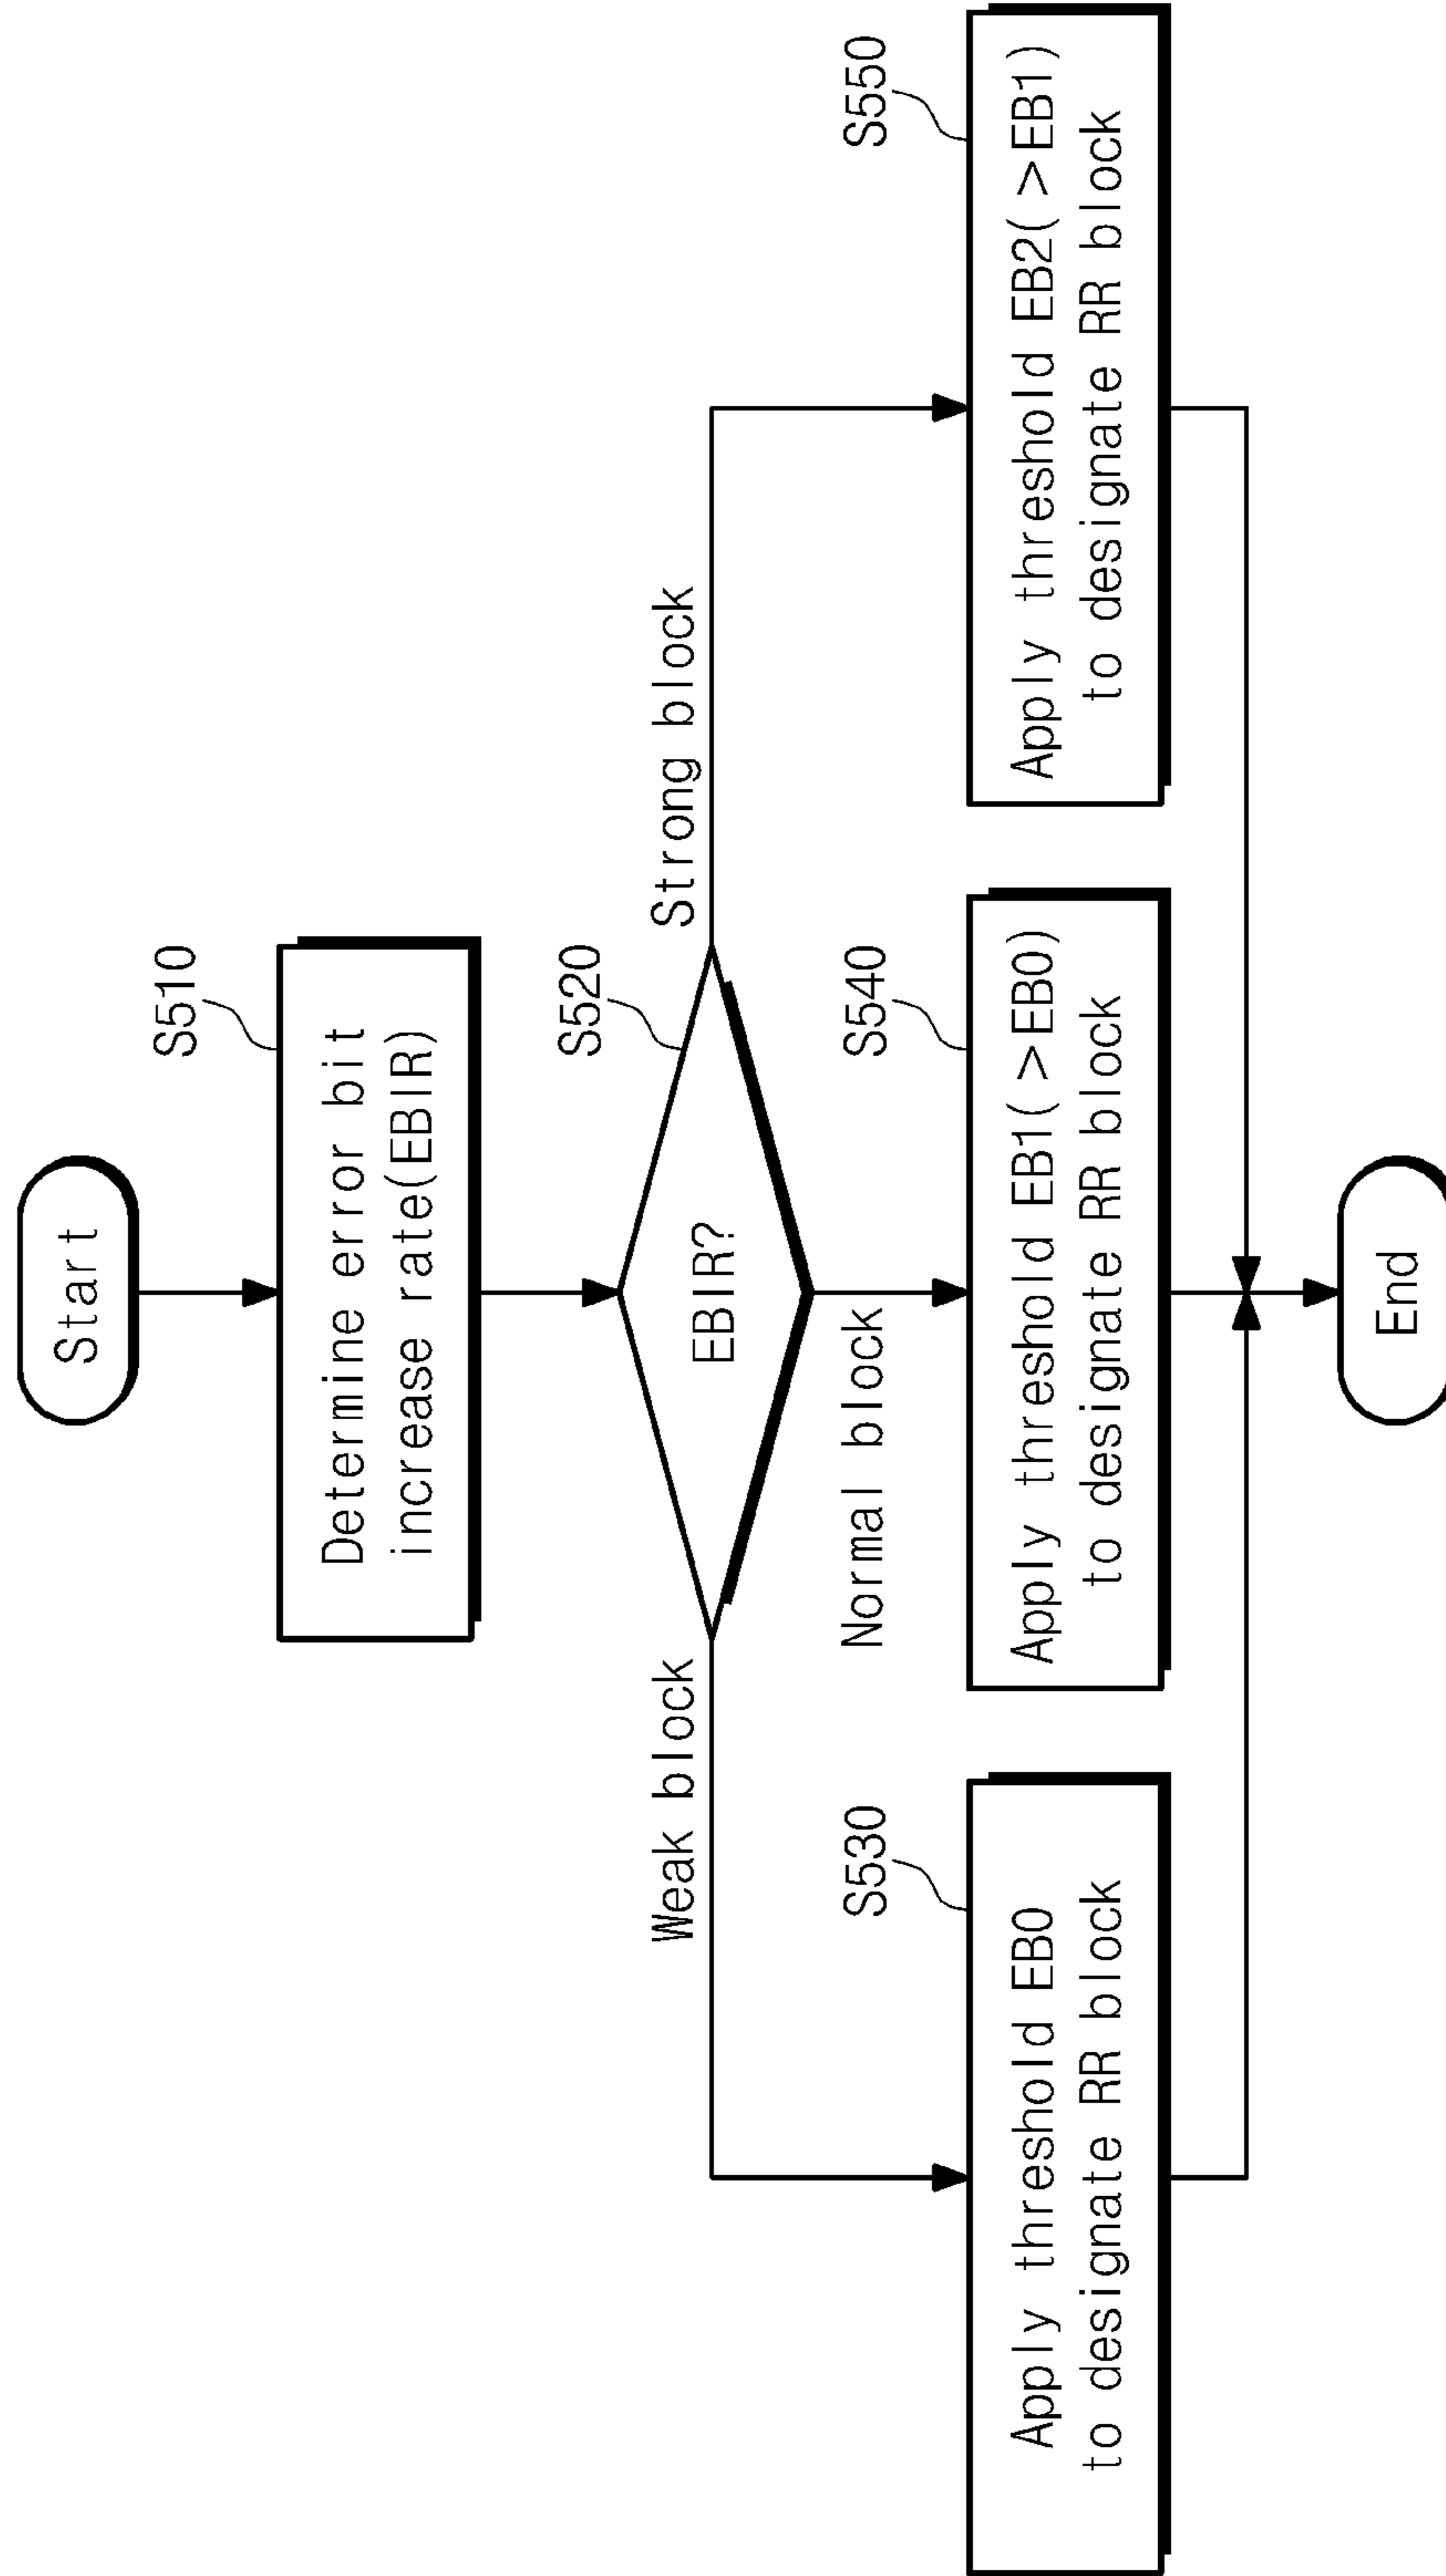 Start
S510
Determine error bit
increase rate(EBIR)
S520
EBIR?
Weak block
Normal block
Strong block
S530
Apply threshold EB0
to designate RR block
S540
Apply threshold EB1(>EB0)
to designate RR block
S550
Apply threshold EB2(>EB1)
to designate RR block
End